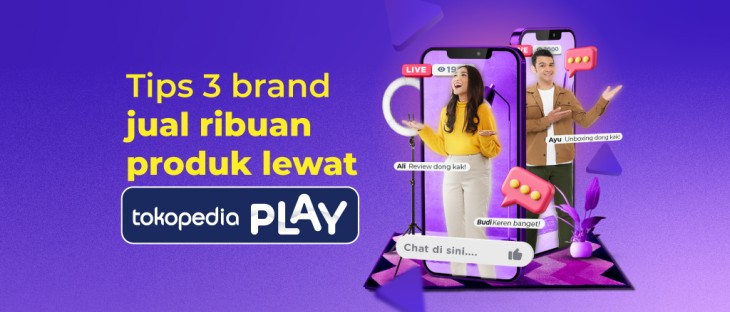 Tips 3 brand
jual ribuan
produk lewat
tokopedia PLAY
LIVE
Ali Review dong kak!
Ayu Unboxing dong kak!
Budi Keren banget!
Chat di sini....